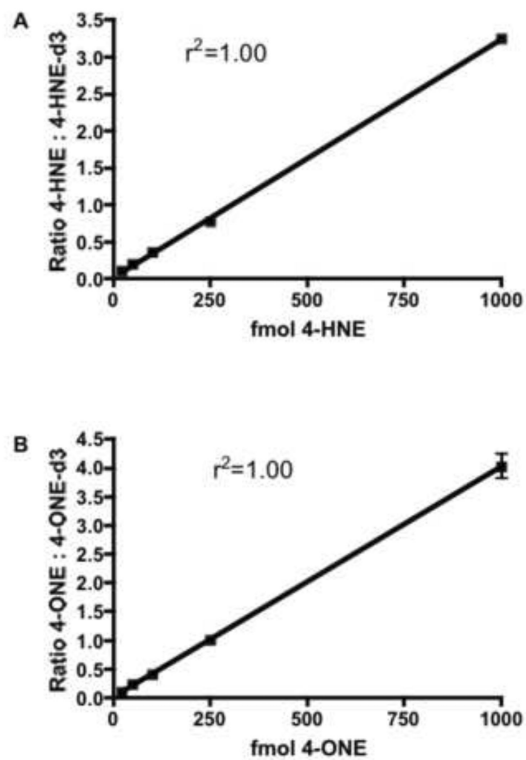 A
Ratio 4-HNE : 4-HNE-d3
3.5
3.0
2.5
2.0
1.5
1.0
0.5
0.0
r²=1.00
0 250 500 750 1000
fmol 4-HNE
B
Ratio 4-ONE : 4-ONE-d3
4.5
4.0
3.5
3.0
2.5
2.0
1.5
1.0
0.5
0.0
r²=1.00
0 250 500 750 1000
fmol 4-ONE